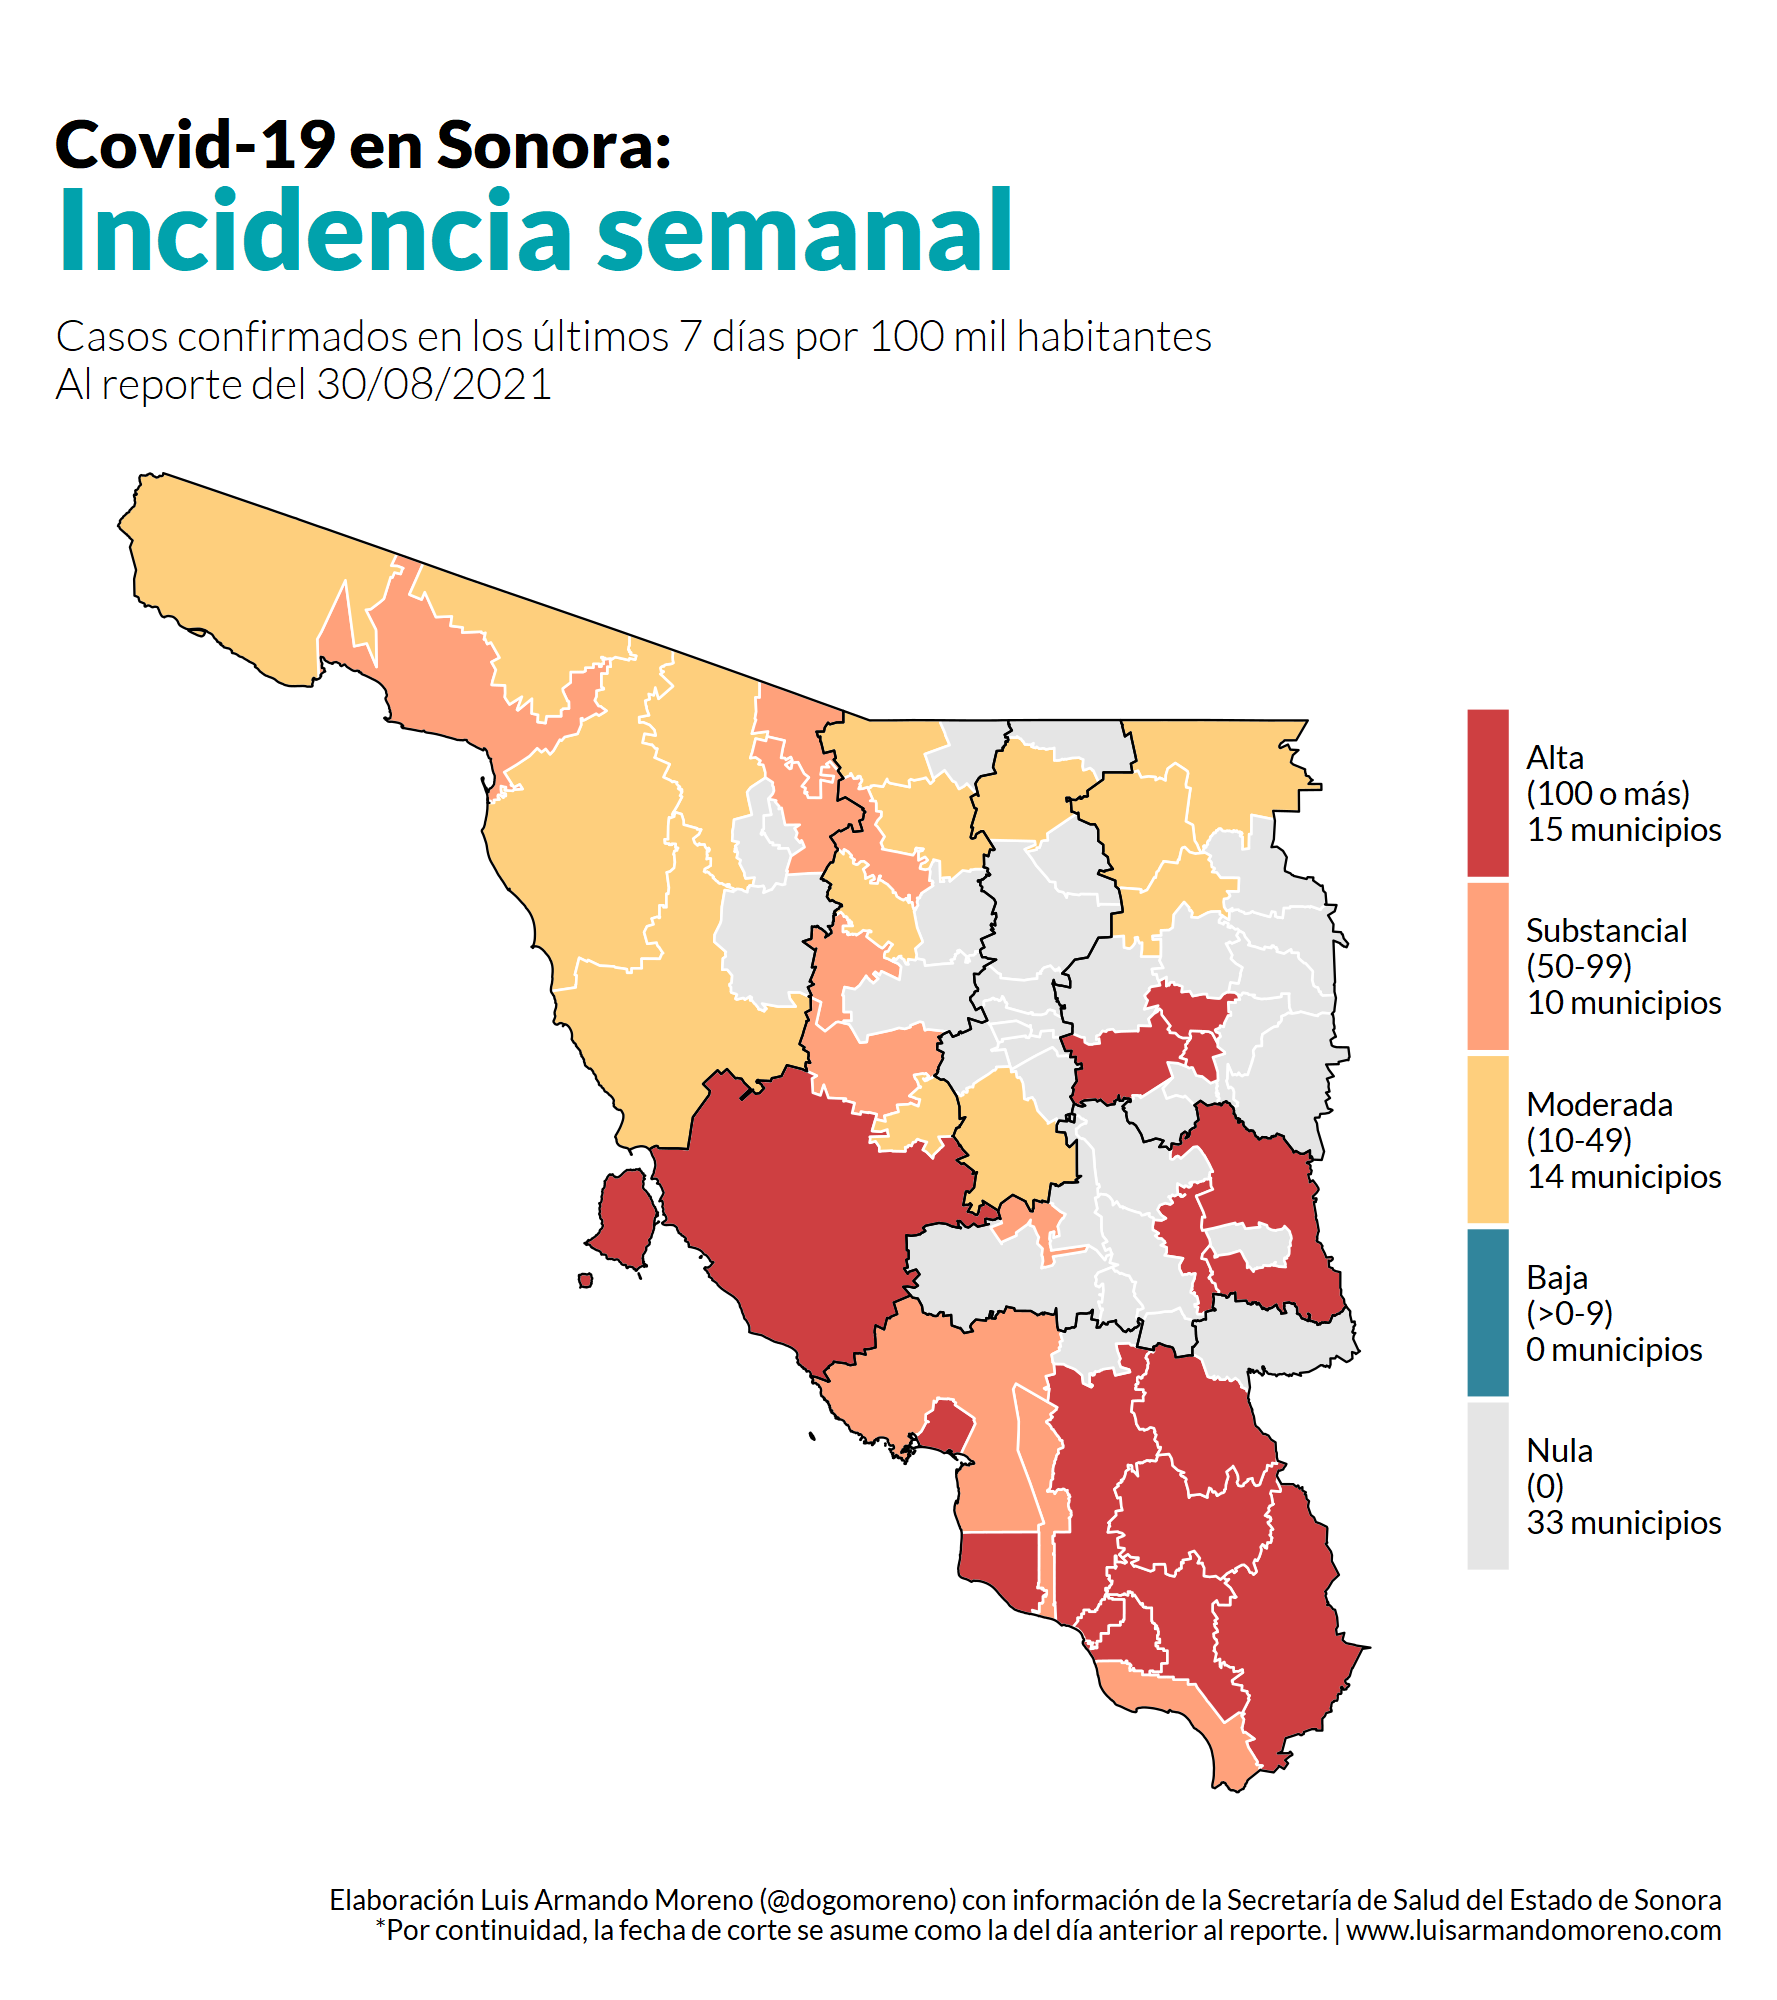 Covid-19 en Sonora:
Incidencia semanal
Casos confirmados en los últimos 7 días por 100 mil habitantes
Al reporte del 30/08/2021
Alta
(100 o más)
15 municipios
Substancial
(50-99)
10 municipios
Moderada
(10-49)
14 municipios
Baja
(>0-9)
0 municipios
Nula
(0)
33 municipios
Elaboración Luis Armando Moreno (@dogomoreno) con información de la Secretaría de Salud del Estado de Sonora
*Por continuidad, la fecha de corte se asume como la del día anterior al reporte. | www.luisarmandomoreno.com